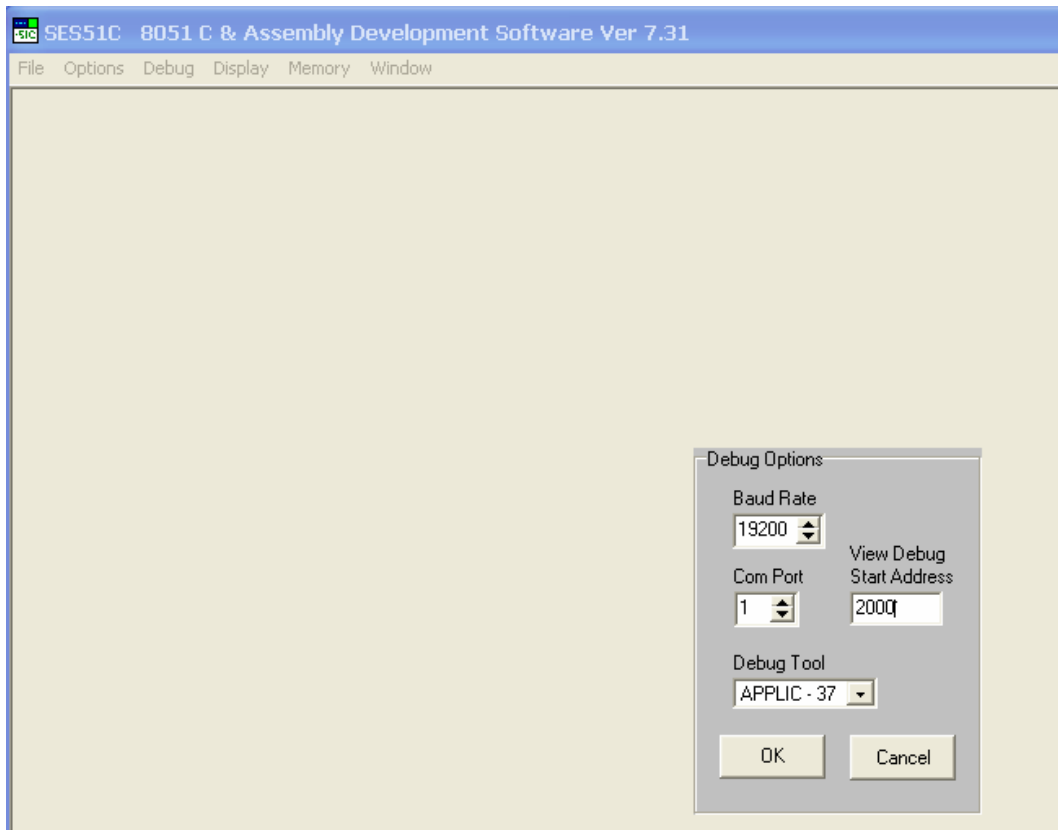 SES51C 8051 C & Assembly Development Software Ver 7.31
File Options Debug Display Memory Window
Debug Options
Baud Rate
19200
View Debug
Start Address
Com Port
1
2000
Debug Tool
APPLIC - 37
OK
Cancel